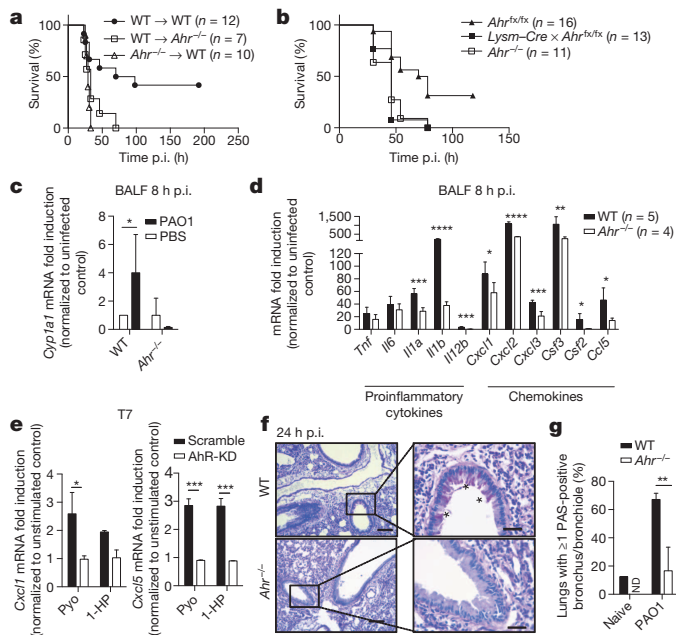 a
WT → WT (n = 12)
WT → Ahr–/– (n = 7)
Ahr–/– → WT (n = 10)
Survival (%)
100
50
0
0 50 100 150 200 250
Time p.i. (h)
b
Ahrfx/fx (n = 16)
Lysm-Cre × Ahrfx/fx (n = 13)
Ahr–/– (n = 11)
Survival (%)
100
50
0
0 50 100 150
Time p.i. (h)
c
BALF 8 h p.i.
PAO1
PBS
*
Cyp1a1 mRNA fold induction
(normalized to uninfected
control)
8
6
4
2
0
WT
Ahr–/–
d
BALF 8 h p.i.
WT (n = 5)
Ahr–/– (n = 4)
mRNA fold induction
(normalized to uninfected
control)
1,500
500
120
100
80
60
40
20
0
*** **** *** * **** *** ** * *
Tnf Il6 Il1a Il1b Il12b Cxcl1 Cxcl2 Cxcl3 Csf3 Csf2 Ccl5
Proinflammatory
cytokines
Chemokines
e
T7
Scramble
AhR-KD
Cxcl1 mRNA fold induction
(normalized to unstimulated control)
4
3
2
1
0
*
Pyo
1-HP
Cxcl5 mRNA fold induction
(normalized to unstimulated control)
4
3
2
1
0
*** ***
Pyo
1-HP
f
24 h p.i.
WT
Ahr–/–
* * *
g
WT
Ahr–/–
Lungs with ≥1 PAS-positive
bronchus/bronchiole (%)
80
60
40
20
0
**
ND
Naive
PAO1